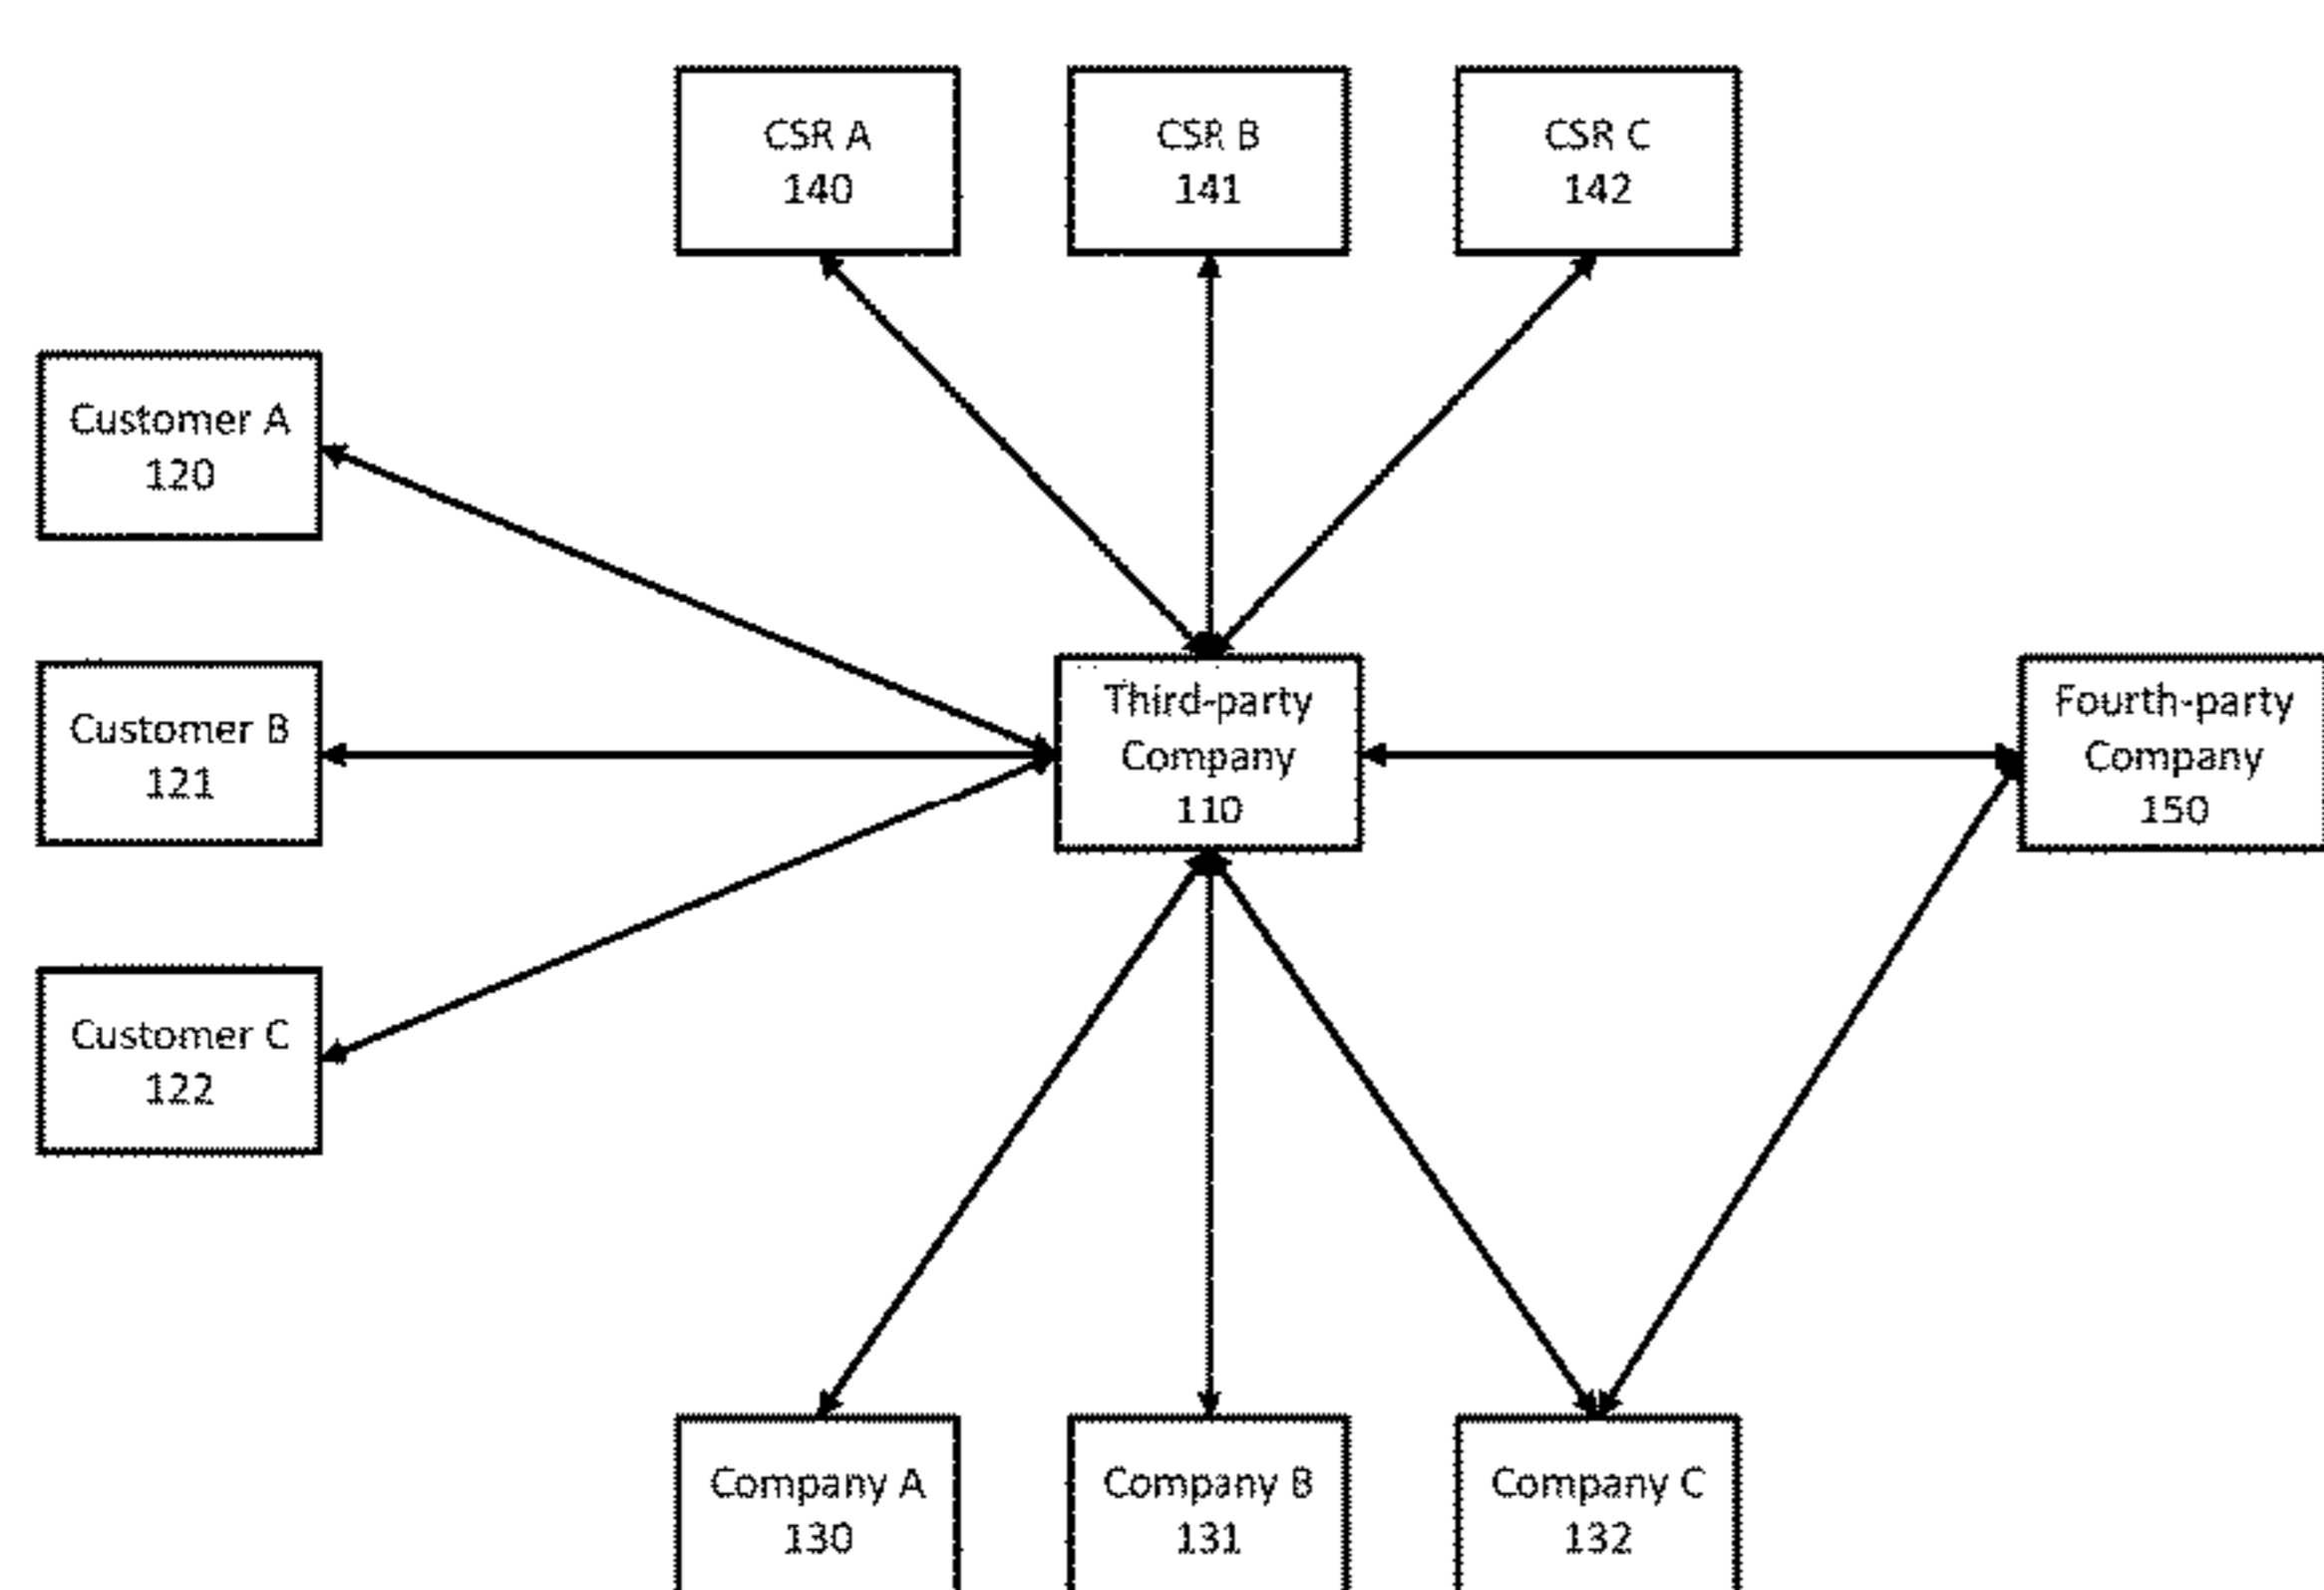 CSR A
140
CSR B
141
CSR C
142
Customer A
120
Customer B
121
Customer C
122
Third-party
Company
110
Fourth-party
Company
150
Company A
130
Company B
131
Company C
132